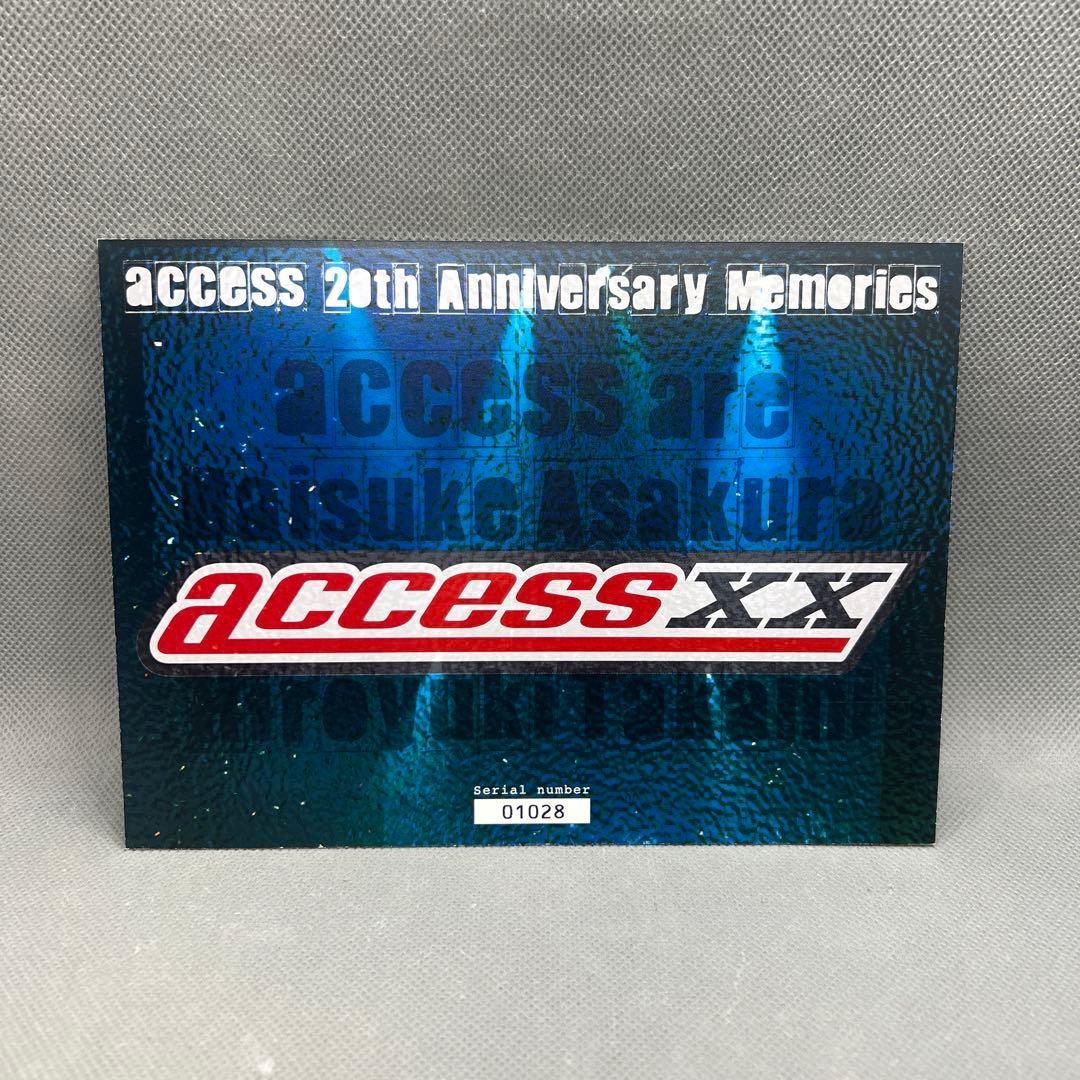 access 20th Anniversary Memories
access are
Daisuke Asakura
access XX
Hiroyuki Takami
Serial number
01028